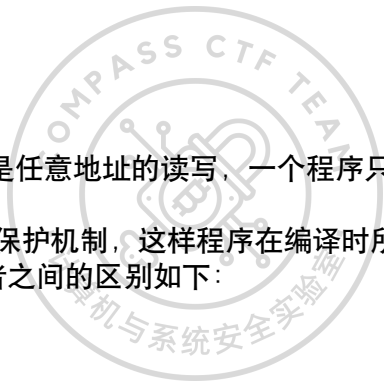 COMPASS CTF TEAM
是任意地址的读写，一个程序只
保护机制，这样程序在编译时所
者之间的区别如下：
计算机与系统安全实验室